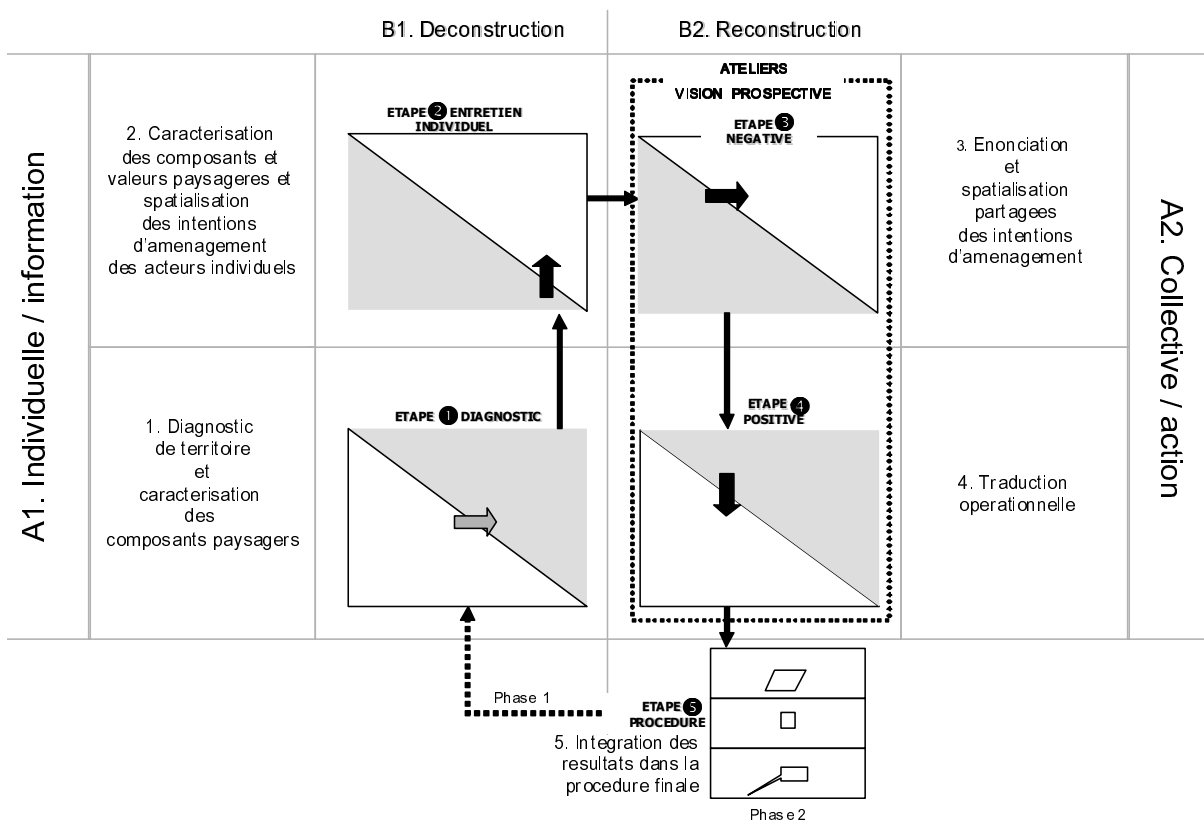 B1. Deconstruction
B2. Reconstruction
A1. Individuelle / information
2. Caracterisation
des composants et
valeurs paysageres et
spatialisation
des intentions
d'amenagement
des acteurs individuels
ETAPE 2 ENTRETIEN
INDIVIDUEL
ATELIERS
VISION PROSPECTIVE
ETAPE 3
NEGATIVE
3. Enonciation
et
spatialisation
partagees
des intentions
d'amenagement
A2. Collective / action
1. Diagnostic
de territoire
et
caracterisation
des
composants paysagers
ETAPE 1 DIAGNOSTIC
ETAPE 4
POSITIVE
4. Traduction
operationnelle
Phase 1
ETAPE 5
PROCEDURE
5. Integration des
resultats dans la
procedure finale
Phase 2